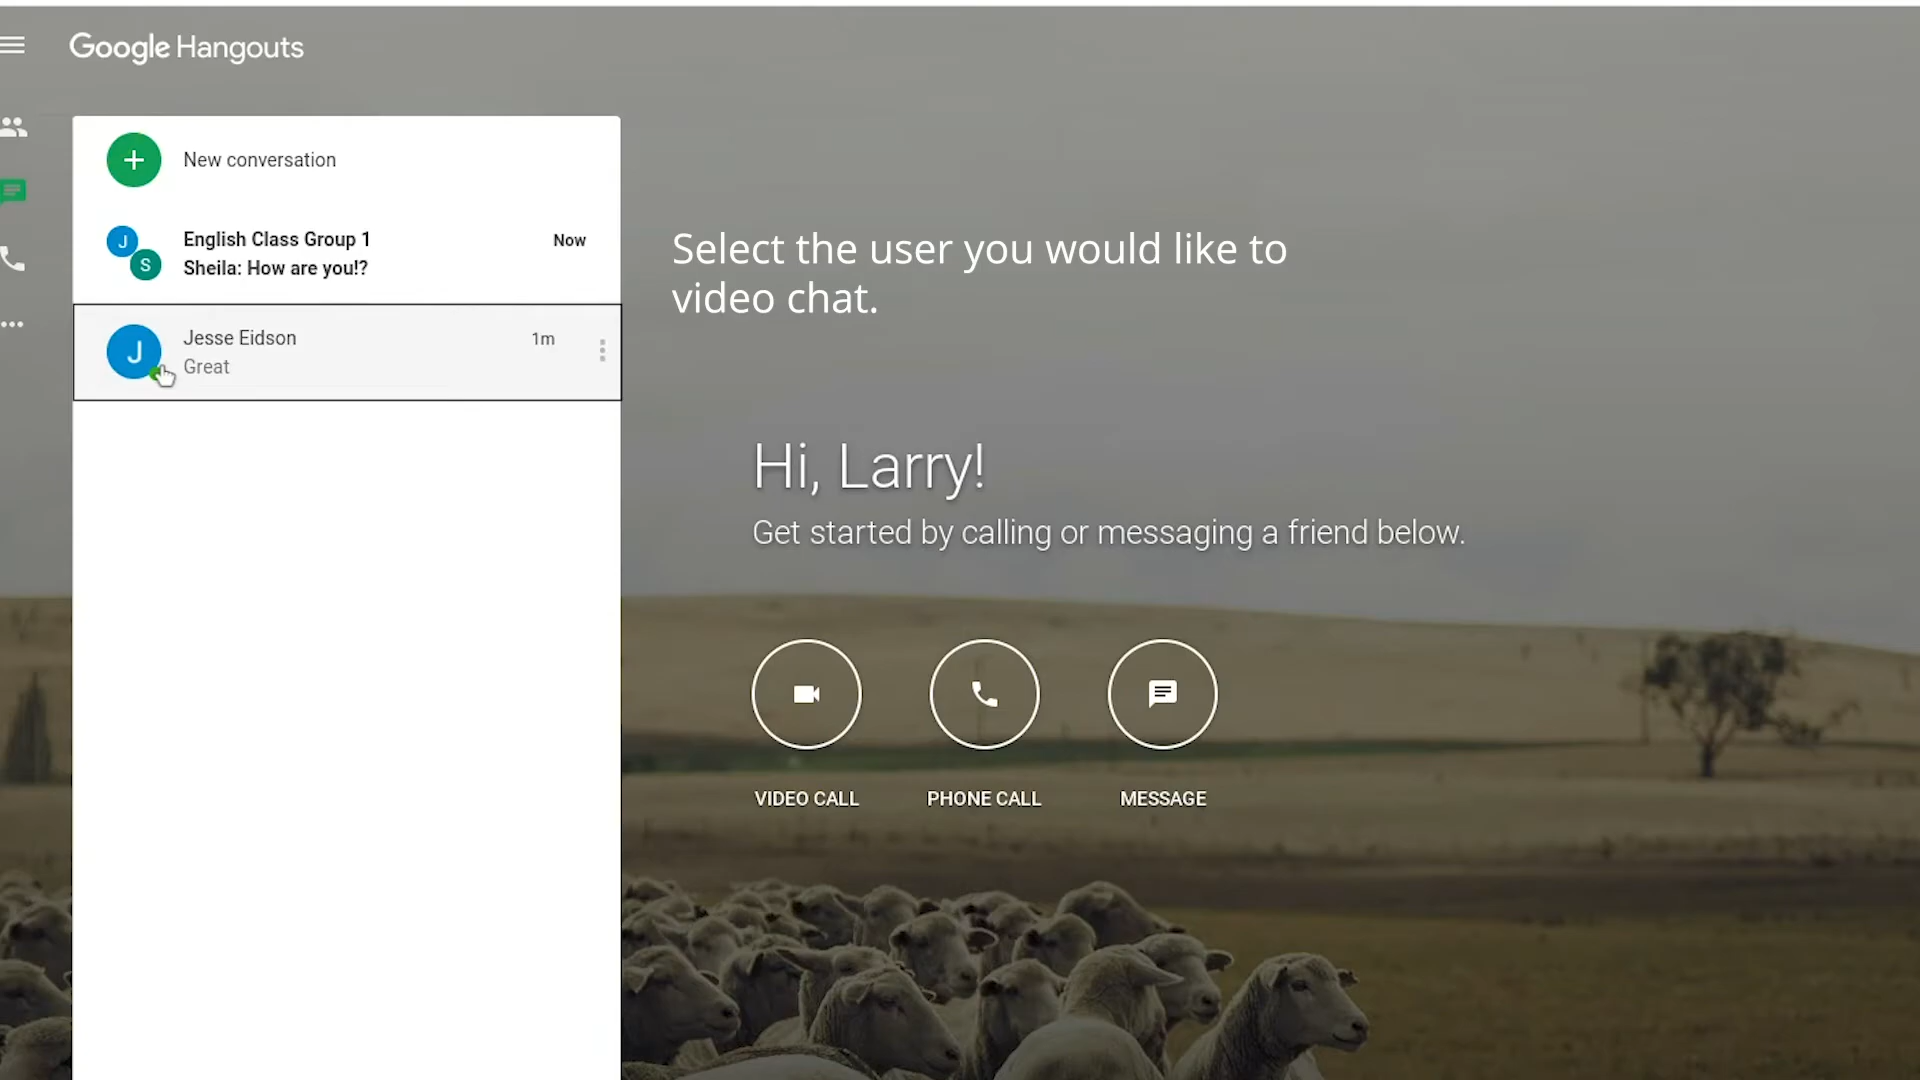 Google Hangouts
New conversation
J
S
English Class Group 1
Now
Sheila: How are you!?
J
Jesse Eidson
1m
Great
Select the user you would like to
video chat.
Hi, Larry!
Get started by calling or messaging a friend below.
VIDEO CALL
PHONE CALL
MESSAGE